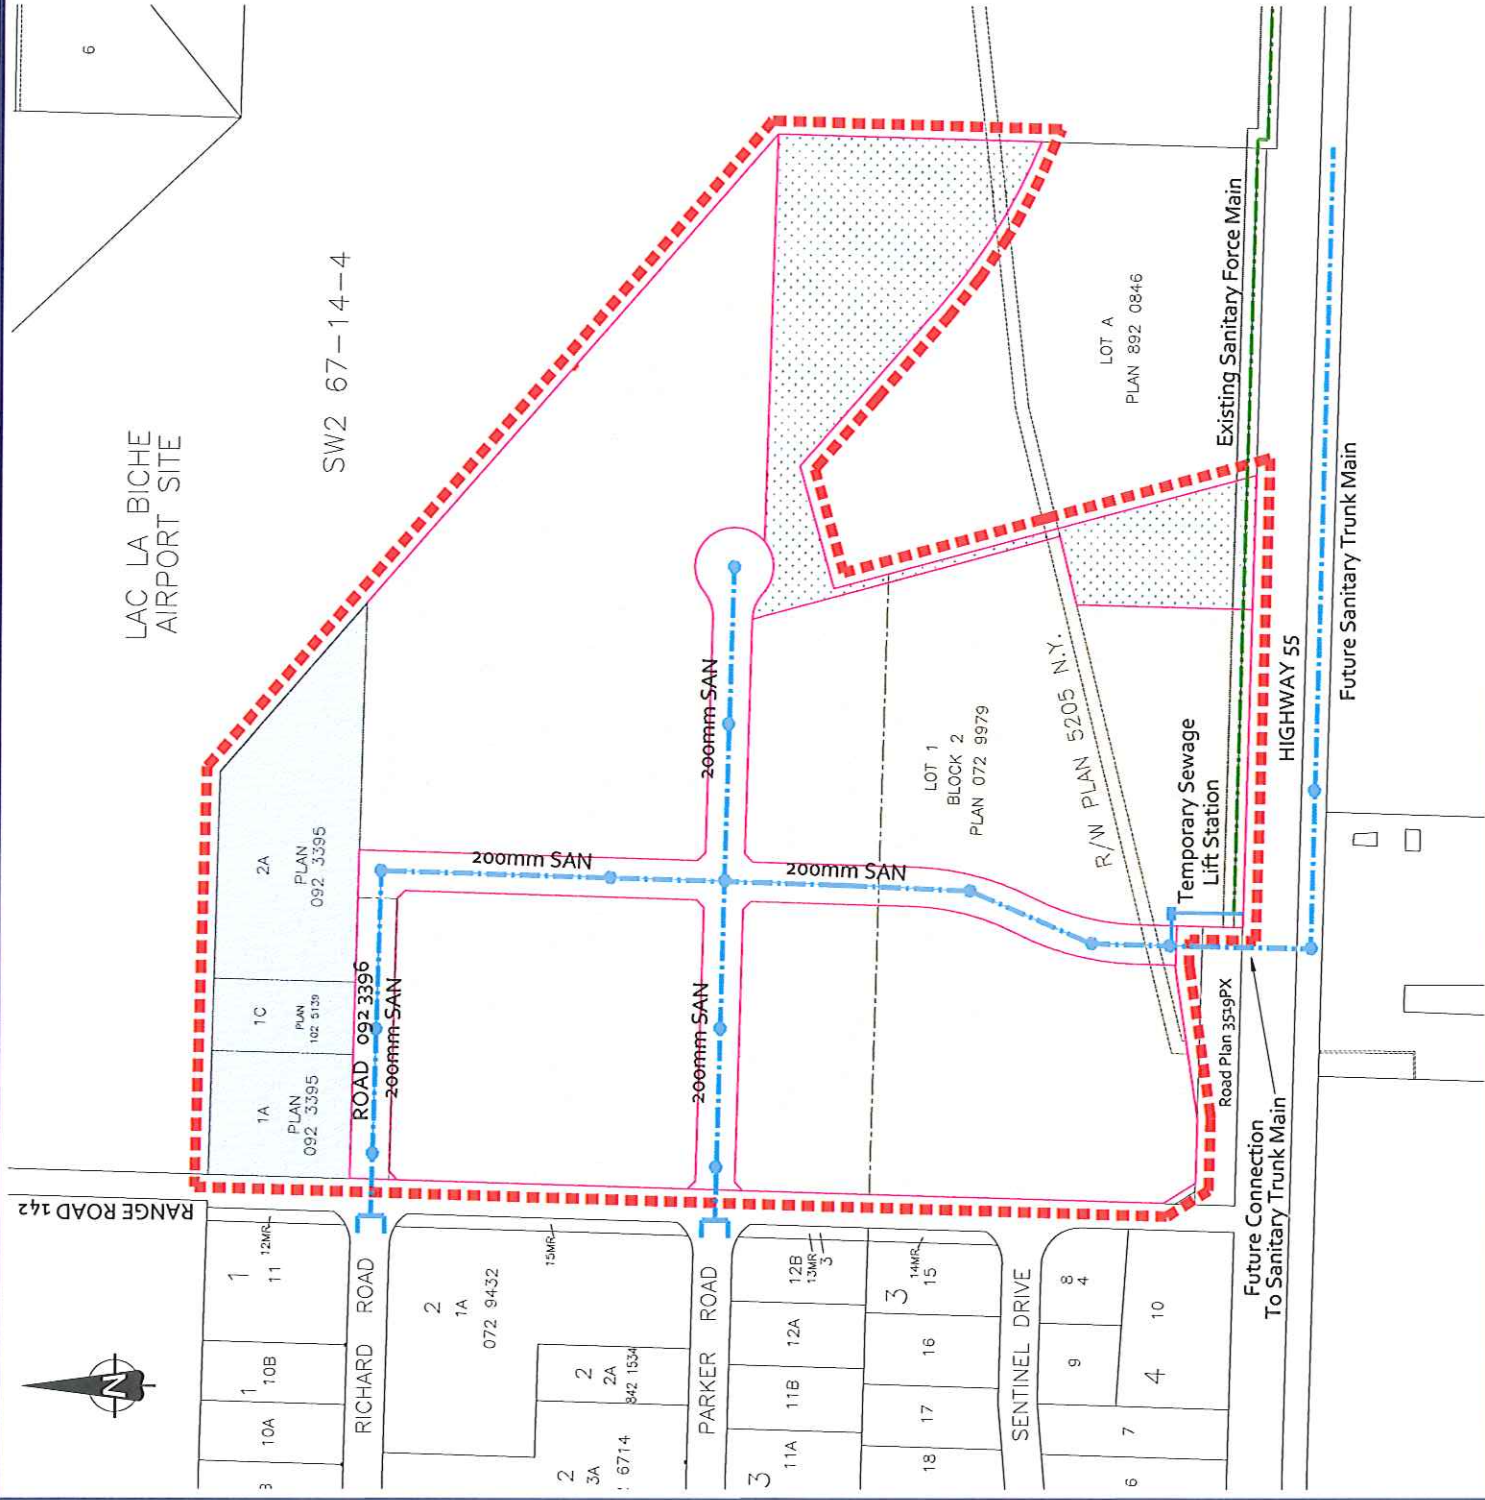 6
LAC LA BICHE
AIRPORT SITE
SW2 67-14-4
2A
PLAN
092 3395
1C
PLAN
102 5139
1A
PLAN
092 3395
ROAD 092 3396
200mm SAN
200mm SAN
200mm SAN
200mm SAN
200mm SAN
LOT 1
BLOCK 2
PLAN 072 9979
LOT A
PLAN 892 0846
R/W PLAN 5205 N.Y.
Existing Sanitary Force Main
Temporary Sewage
Lift Station
HIGHWAY 55
Future Sanitary Trunk Main
Road Plan 3519PX
Future Connection
To Sanitary Trunk Main
RANGE ROAD 142
12MR
1
11
1
10B
10A
RICHARD ROAD
15MR
2
1A
072 9432
2
2A
842 1534
2
3A
6714
PARKER ROAD
12B
13MR
3
12A
11B
11A
3
14MR
15
3
16
17
18
SENTINEL DRIVE
8
4
9
10
4
7
6
N